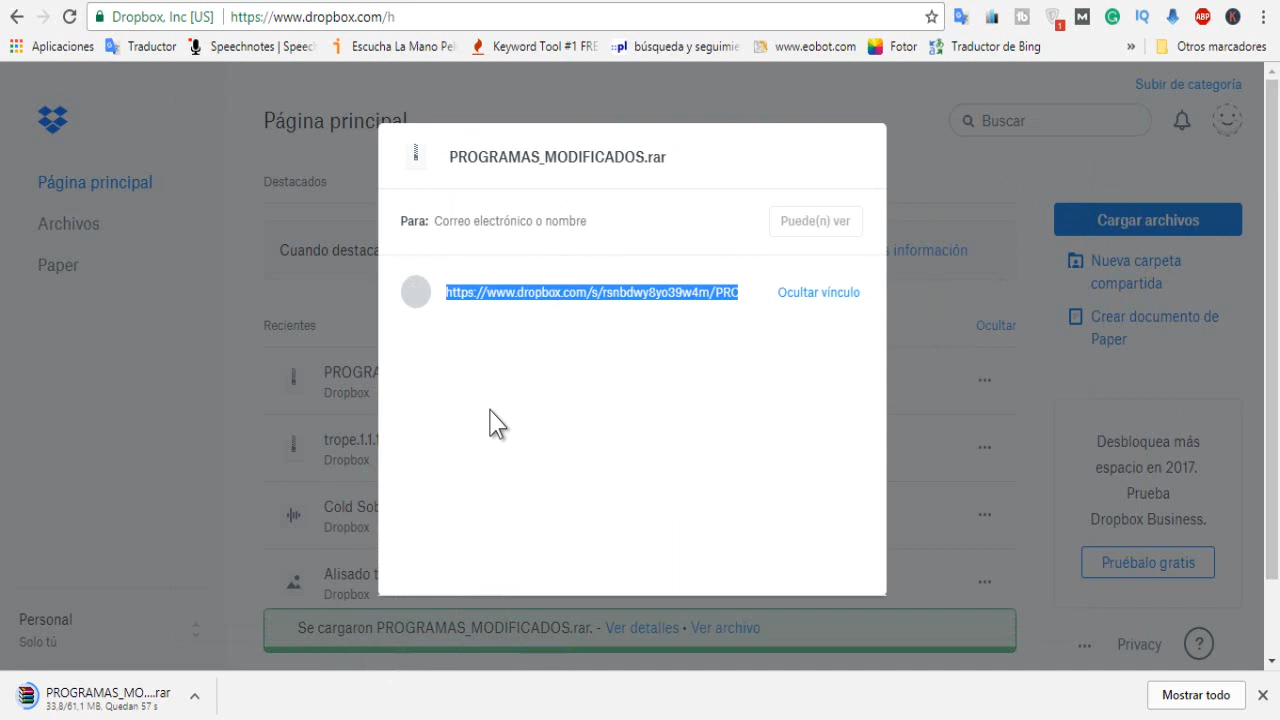 Dropbox, Inc [US]
https://www.dropbox.com/h
Aplicaciones
Traductor
Speechnotes | Speec
Escucha La Mano Pel
Keyword Tool #1 FRE
búsqueda y seguimie
www.eobot.com
Fotor
Traductor de Bing
»
Otros marcadores
Subir de categoría
Página principal
Buscar
PROGRAMAS_MODIFICADOS.rar
Página principal
Archivos
Paper
Destacados
Para: Correo electrónico o nombre
Puede(n) ver
Cargar archivos
Cuando destaca
s información
Nueva carpeta
compartida
https://www.dropbox.com/s/rsnbdwy8yo39w4m/PRO
Ocultar vínculo
Crear documento de
Paper
Recientes
Ocultar
PROGRA
Dropbox
trope.1.1.1
Dropbox
Cold Sob
Dropbox
Alisado t
Dropbox
Desbloquea más
espacio en 2017.
Prueba
Dropbox Business.
Pruébalo gratis
Personal
Solo tú
Se cargaron PROGRAMAS_MODIFICADOS.rar. - Ver detalles • Ver archivo
Privacy
?
PROGRAMAS_MO....rar
33,8/61,1 MB, Quedan 57 s
Mostrar todo